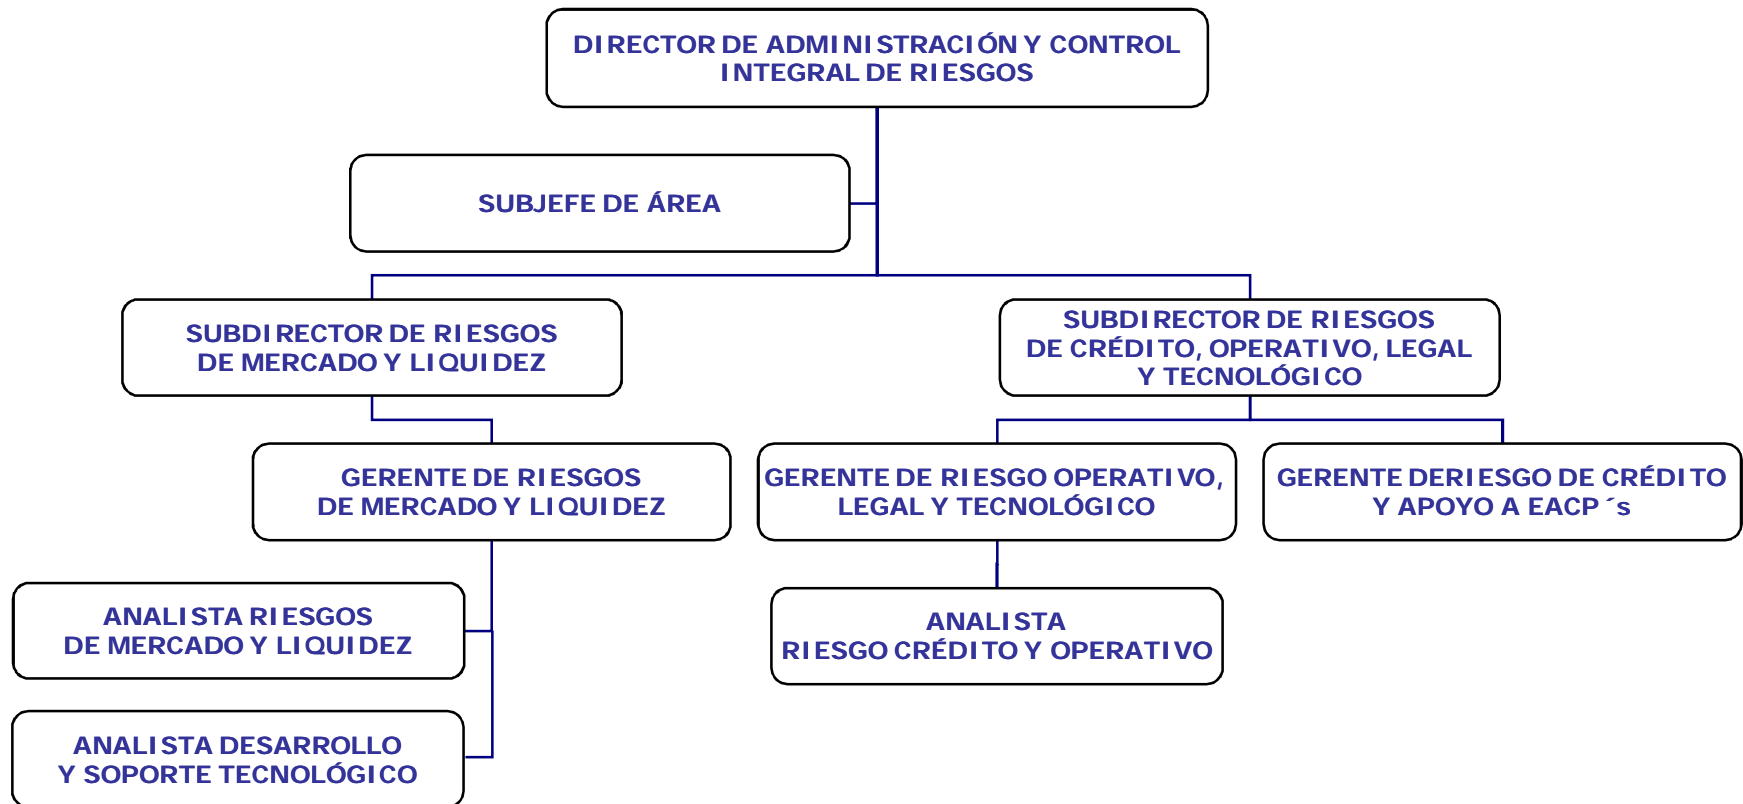 DIRECTOR DE ADMINISTRACIÓN Y CONTROL
INTEGRAL DE RIESGOS
SUBJEFE DE ÁREA
SUBDIRECTOR DE RIESGOS
DE MERCADO Y LIQUIDEZ
SUBDIRECTOR DE RIESGOS
DE CRÉDITO, OPERATIVO, LEGAL
Y TECNOLÓGICO
GERENTE DE RIESGOS
DE MERCADO Y LIQUIDEZ
GERENTE DE RIESGO OPERATIVO,
LEGAL Y TECNOLÓGICO
GERENTE DERIESGO DE CRÉDITO
Y APOYO A EACP´s
ANALISTA RIESGOS
DE MERCADO Y LIQUIDEZ
ANALISTA
RIESGO CRÉDITO Y OPERATIVO
ANALISTA DESARROLLO
Y SOPORTE TECNOLÓGICO